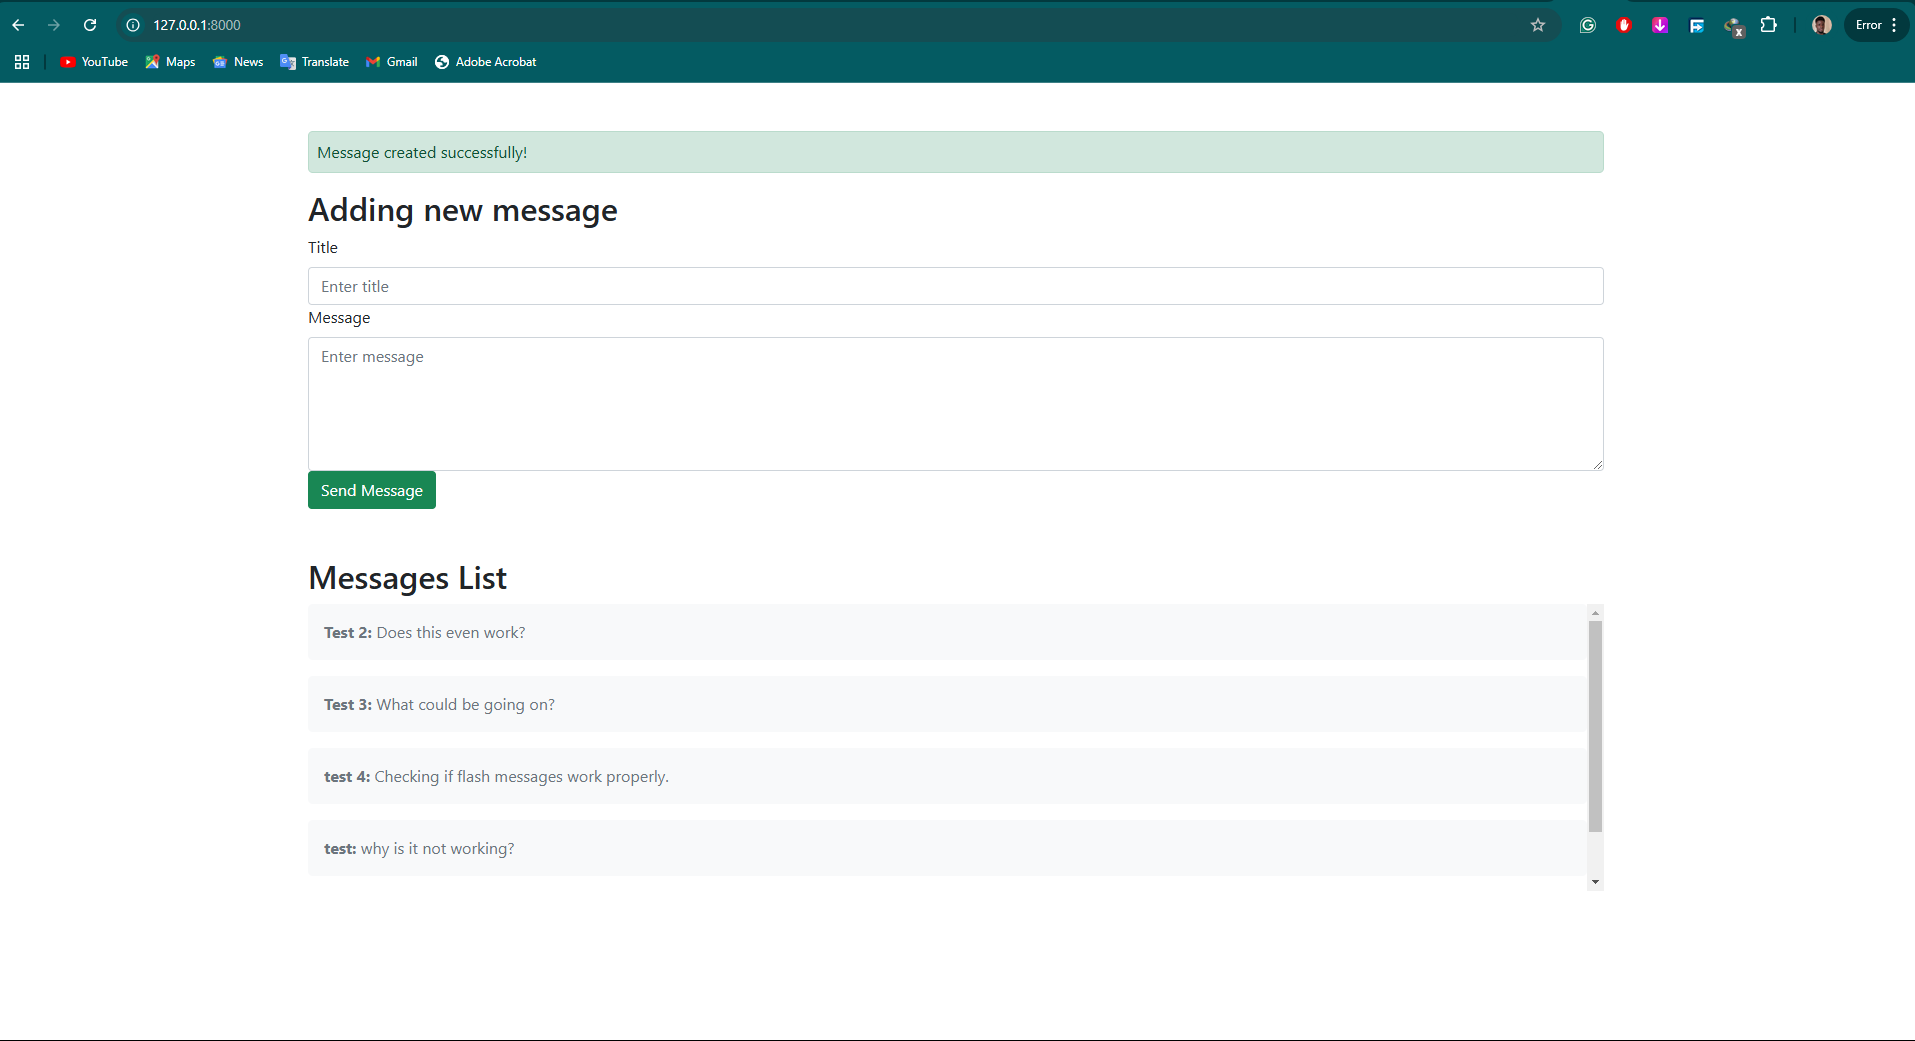 127.0.0.1:8000
Error
YouTube Maps News Translate Gmail Adobe Acrobat
Message created successfully!
Adding new message
Title
Enter title
Message
Enter message
Send Message
Messages List
Test 2: Does this even work?
Test 3: What could be going on?
test 4: Checking if flash messages work properly.
test: why is it not working?